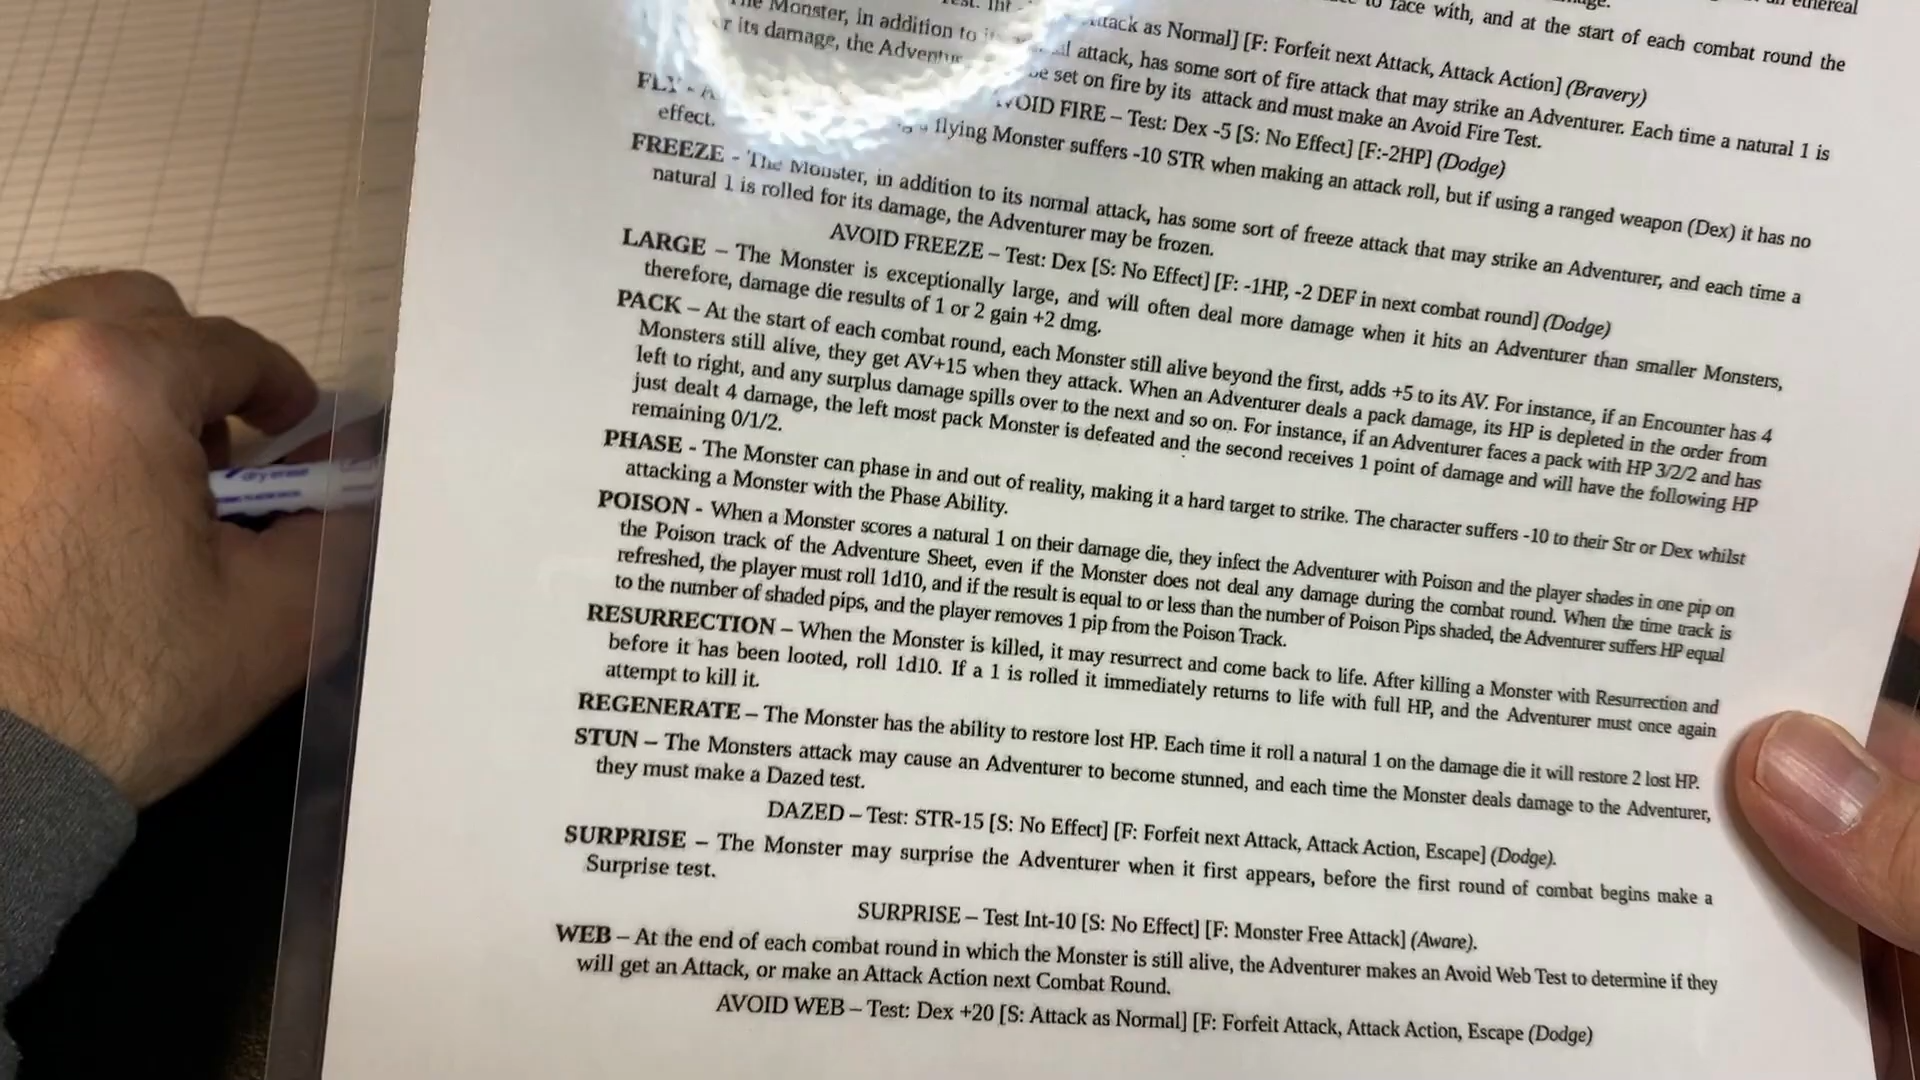 an ethereal
to face with, and at the start of each combat round the
Attack as Normal] [F: Forfeit next Attack, Attack Action] (Bravery)
The Monster, in addition to its attack, has some sort of fire attack that may strike an Adventurer. Each time a natural 1 is
its damage, the be set on fire by its attack and must make an Avoid Fire Test.
AVOID FIRE – Test: Dex -5 [S: No Effect] [F:-2HP] (Dodge)
FLY - A flying Monster suffers -10 STR when making an attack roll, but if using a ranged weapon (Dex) it has no
effect.
FREEZE - The Monster, in addition to its normal attack, has some sort of freeze attack that may strike an Adventurer, and each time a
natural 1 is rolled for its damage, the Adventurer may be frozen.
AVOID FREEZE – Test: Dex [S: No Effect] [F: -1HP, -2 DEF in next combat round] (Dodge)
LARGE – The Monster is exceptionally large, and will often deal more damage when it hits an Adventurer than smaller Monsters,
therefore, damage die results of 1 or 2 gain +2 dmg.
PACK – At the start of each combat round, each Monster still alive beyond the first, adds +5 to its AV. For instance, if an Encounter has 4
Monsters still alive, they get AV+15 when they attack. When an Adventurer deals a pack damage, its HP is depleted in the order from
left to right, and any surplus damage spills over to the next and so on. For instance, if an Adventurer faces a pack with HP 3/2/2 and has
just dealt 4 damage, the left most pack Monster is defeated and the second receives 1 point of damage and will have the following HP
remaining 0/1/2.
PHASE - The Monster can phase in and out of reality, making it a hard target to strike. The character suffers -10 to their Str or Dex whilst
attacking a Monster with the Phase Ability.
POISON - When a Monster scores a natural 1 on their damage die, they infect the Adventurer with Poison and the player shades in one pip on
the Poison track of the Adventure Sheet, even if the Monster does not deal any damage during the combat round. When the time track is
refreshed, the player must roll 1d10, and if the result is equal to or less than the number of Poison Pips shaded, the Adventurer suffers HP equal
to the number of shaded pips, and the player removes 1 pip from the Poison Track.
RESURRECTION – When the Monster is killed, it may resurrect and come back to life. After killing a Monster with Resurrection and
before it has been looted, roll 1d10. If a 1 is rolled it immediately returns to life with full HP, and the Adventurer must once again
attempt to kill it.
REGENERATE – The Monster has the ability to restore lost HP. Each time it roll a natural 1 on the damage die it will restore 2 lost HP.
STUN – The Monsters attack may cause an Adventurer to become stunned, and each time the Monster deals damage to the Adventurer,
they must make a Dazed test.
DAZED – Test: STR-15 [S: No Effect] [F: Forfeit next Attack, Attack Action, Escape] (Dodge).
SURPRISE – The Monster may surprise the Adventurer when it first appears, before the first round of combat begins make a
Surprise test.
SURPRISE – Test Int-10 [S: No Effect] [F: Monster Free Attack] (Aware).
WEB – At the end of each combat round in which the Monster is still alive, the Adventurer makes an Avoid Web Test to determine if they
will get an Attack, or make an Attack Action next Combat Round.
AVOID WEB – Test: Dex +20 [S: Attack as Normal] [F: Forfeit Attack, Attack Action, Escape (Dodge)
dry erase